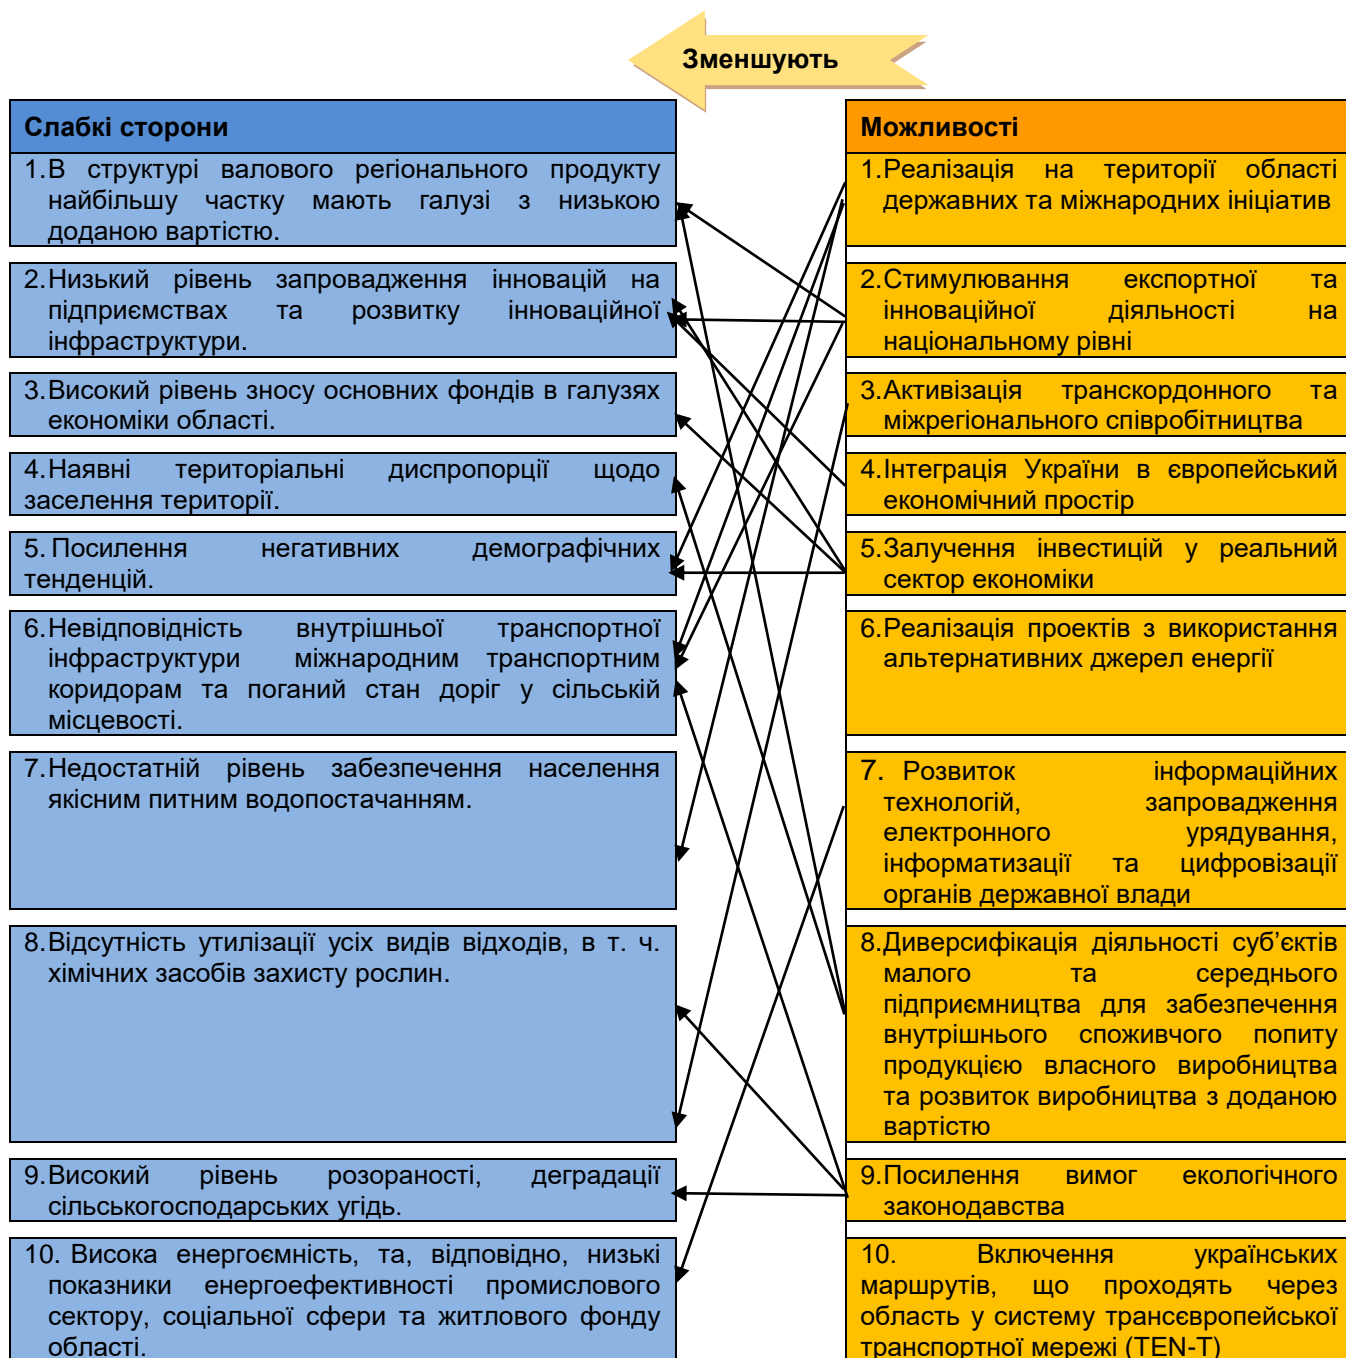 Зменшують
Слабкі сторони
1.В структурі валового регіонального продукту
найбільшу частку мають галузі з низькою
доданою вартістю.
2.Низький рівень запровадження інновацій на
підприємствах та розвитку інноваційної
інфраструктури.
3.Високий рівень зносу основних фондів в галузях
економіки області.
4.Наявні територіальні диспропорції щодо
заселення території.
5. Посилення негативних демографічних
тенденцій.
6.Невідповідність внутрішньої транспортної
інфраструктури міжнародним транспортним
коридорам та поганий стан доріг у сільській
місцевості.
7.Недостатній рівень забезпечення населення
якісним питним водопостачанням.
8.Відсутність утилізації усіх видів відходів, в т. ч.
хімічних засобів захисту рослин.
9.Високий рівень розораності, деградації
сільськогосподарських угідь.
10. Висока енергоємність, та, відповідно, низькі
показники енергоефективності промислового
сектору, соціальної сфери та житлового фонду
області.
Можливості
1.Реалізація на території області
державних та міжнародних ініціатив
2.Стимулювання експортної та
інноваційної діяльності на
національному рівні
3.Активізація транскордонного та
міжрегіонального співробітництва
4.Інтеграція України в європейський
економічний простір
5.Залучення інвестицій у реальний
сектор економіки
6.Реалізація проектів з використання
альтернативних джерел енергії
7. Розвиток інформаційних
технологій, запровадження
електронного урядування,
інформатизації та цифровізації
органів державної влади
8.Диверсифікація діяльності суб’єктів
малого та середнього
підприємництва для забезпечення
внутрішнього споживчого попиту
продукцією власного виробництва
та розвиток виробництва з доданою
вартістю
9.Посилення вимог екологічного
законодавства
10. Включення українських
маршрутів, що проходять через
область у систему трансєвропейської
транспортної мережі (TEN-T)